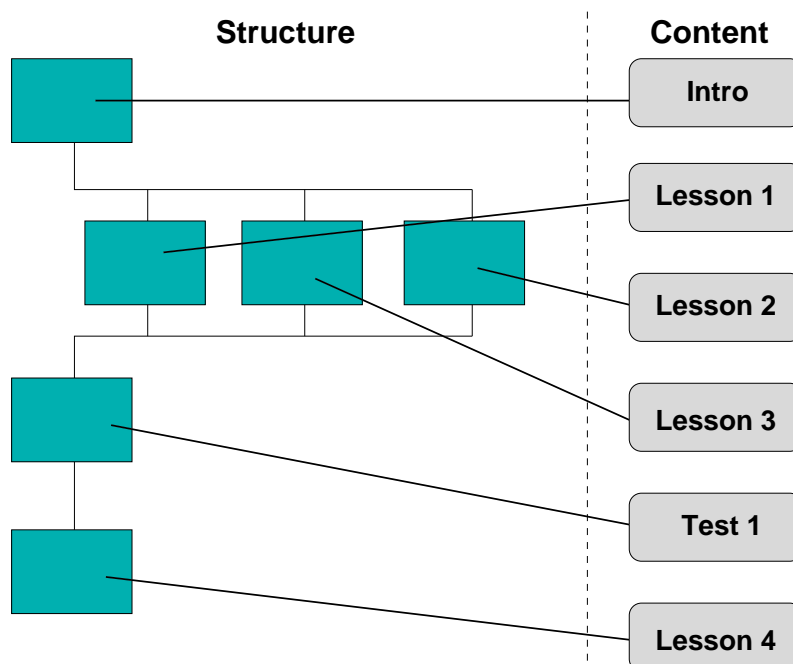 Structure
Content
Intro
Lesson 1
Lesson 2
Lesson 3
Test 1
Lesson 4